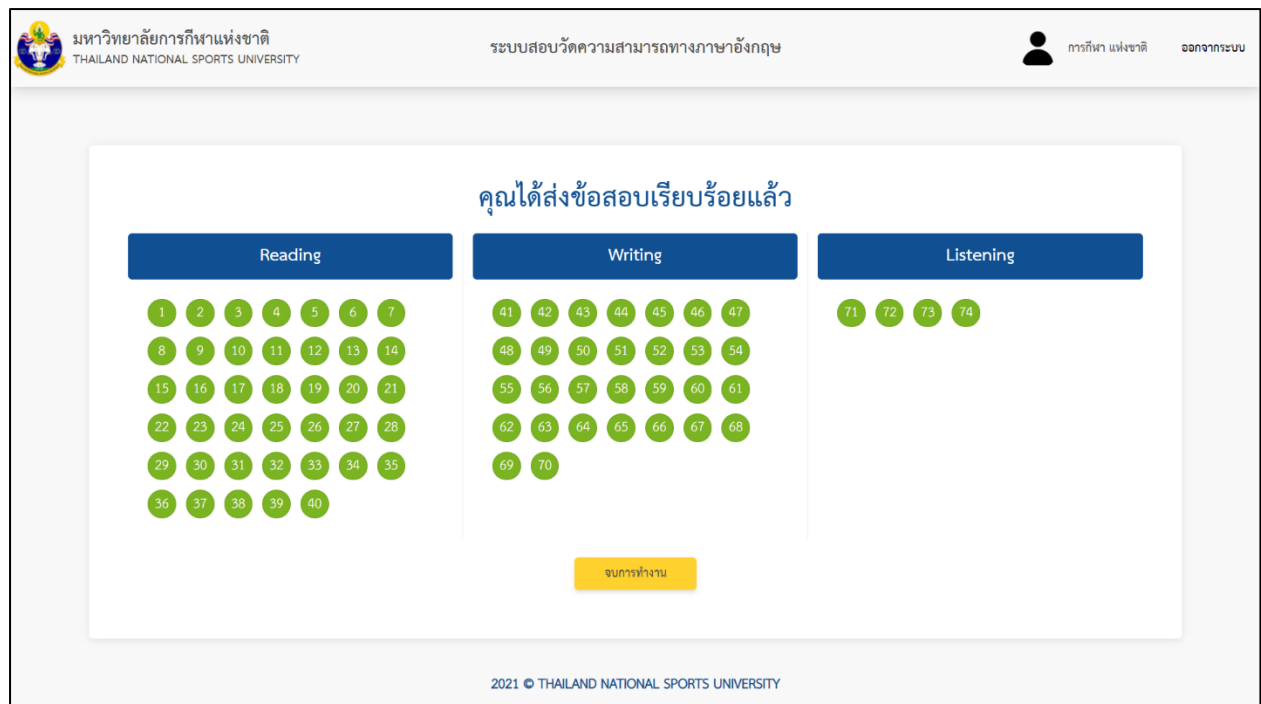 มหาวิทยาลัยการกีฬาแห่งชาติ
THAILAND NATIONAL SPORTS UNIVERSITY
ระบบสอบวัดความสามารถทางภาษาอังกฤษ
การกีฬา แห่งชาติ
ออกจากระบบ
คุณได้ส่งข้อสอบเรียบร้อยแล้ว
Reading
1 2 3 4 5 6 7
8 9 10 11 12 13 14
15 16 17 18 19 20 21
22 23 24 25 26 27 28
29 30 31 32 33 34 35
36 37 38 39 40
Writing
41 42 43 44 45 46 47
48 49 50 51 52 53 54
55 56 57 58 59 60 61
62 63 64 65 66 67 68
69 70
Listening
71 72 73 74
จบการทำงาน
2021 © THAILAND NATIONAL SPORTS UNIVERSITY